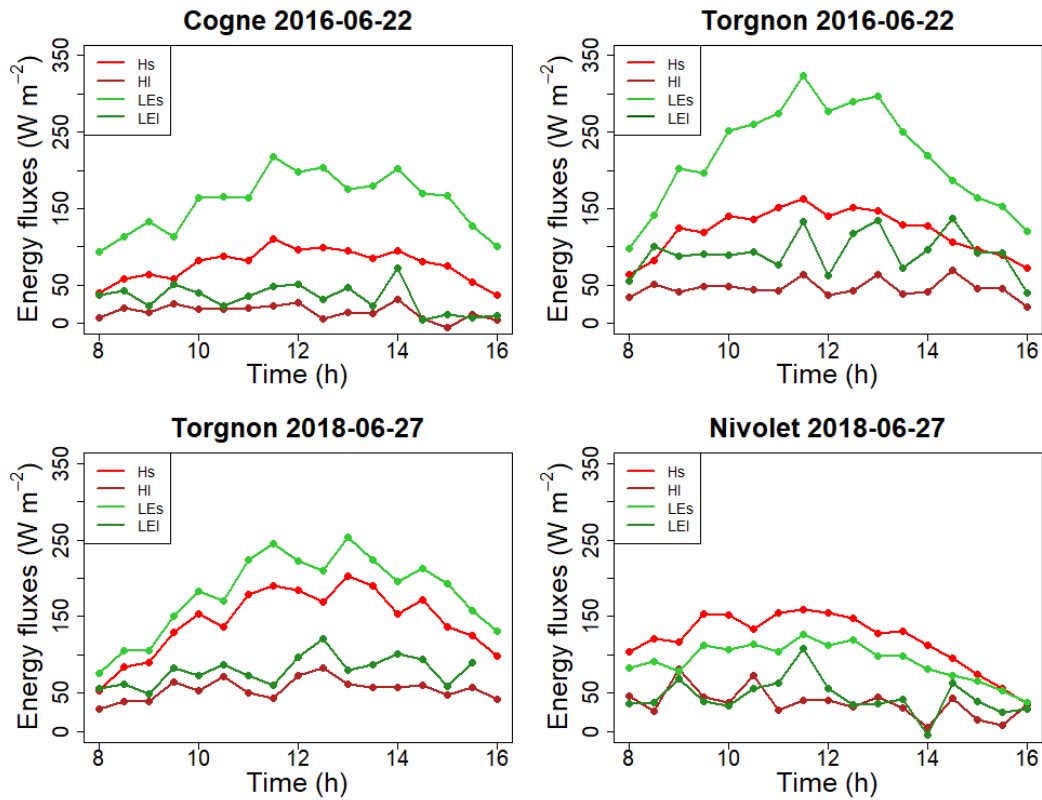 Cogne 2016-06-22
Energy fluxes (W m−2)
350
250
150
50
0
Hs
Hl
LEs
LEl
8
10
12
14
16
Time (h)
Torgnon 2016-06-22
Energy fluxes (W m−2)
350
250
150
50
0
Hs
Hl
LEs
LEl
8
10
12
14
16
Time (h)
Torgnon 2018-06-27
Energy fluxes (W m−2)
350
250
150
50
0
Hs
Hl
LEs
LEl
8
10
12
14
16
Time (h)
Nivolet 2018-06-27
Energy fluxes (W m−2)
350
250
150
50
0
Hs
Hl
LEs
LEl
8
10
12
14
16
Time (h)